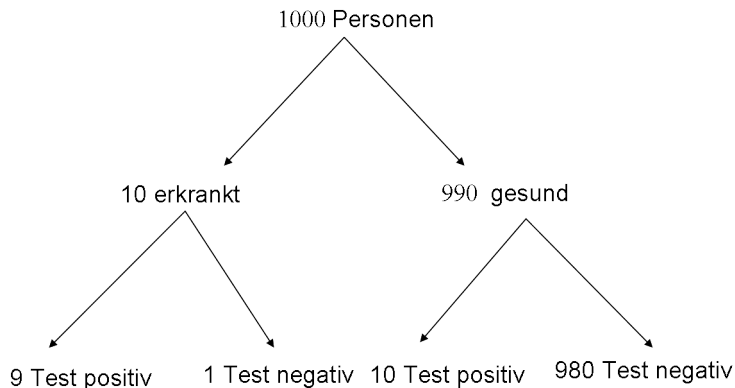 1000 Personen
10 erkrankt
990 gesund
9 Test positiv
1 Test negativ
10 Test positiv
980 Test negativ